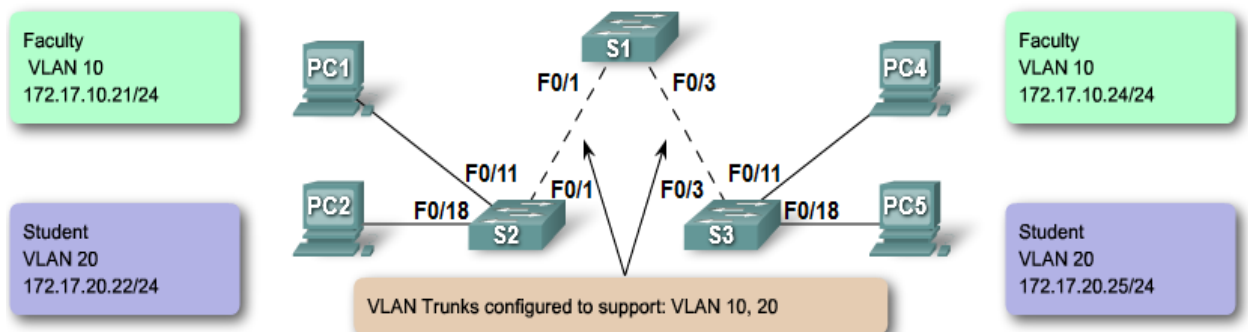 Faculty
VLAN 10
172.17.10.21/24
PC1
S1
F0/1
F0/3
PC4
Faculty
VLAN 10
172.17.10.24/24
F0/11
F0/1
F0/3
F0/11
Student
VLAN 20
172.17.20.22/24
PC2
F0/18
S2
S3
F0/18
PC5
Student
VLAN 20
172.17.20.25/24
VLAN Trunks configured to support: VLAN 10, 20